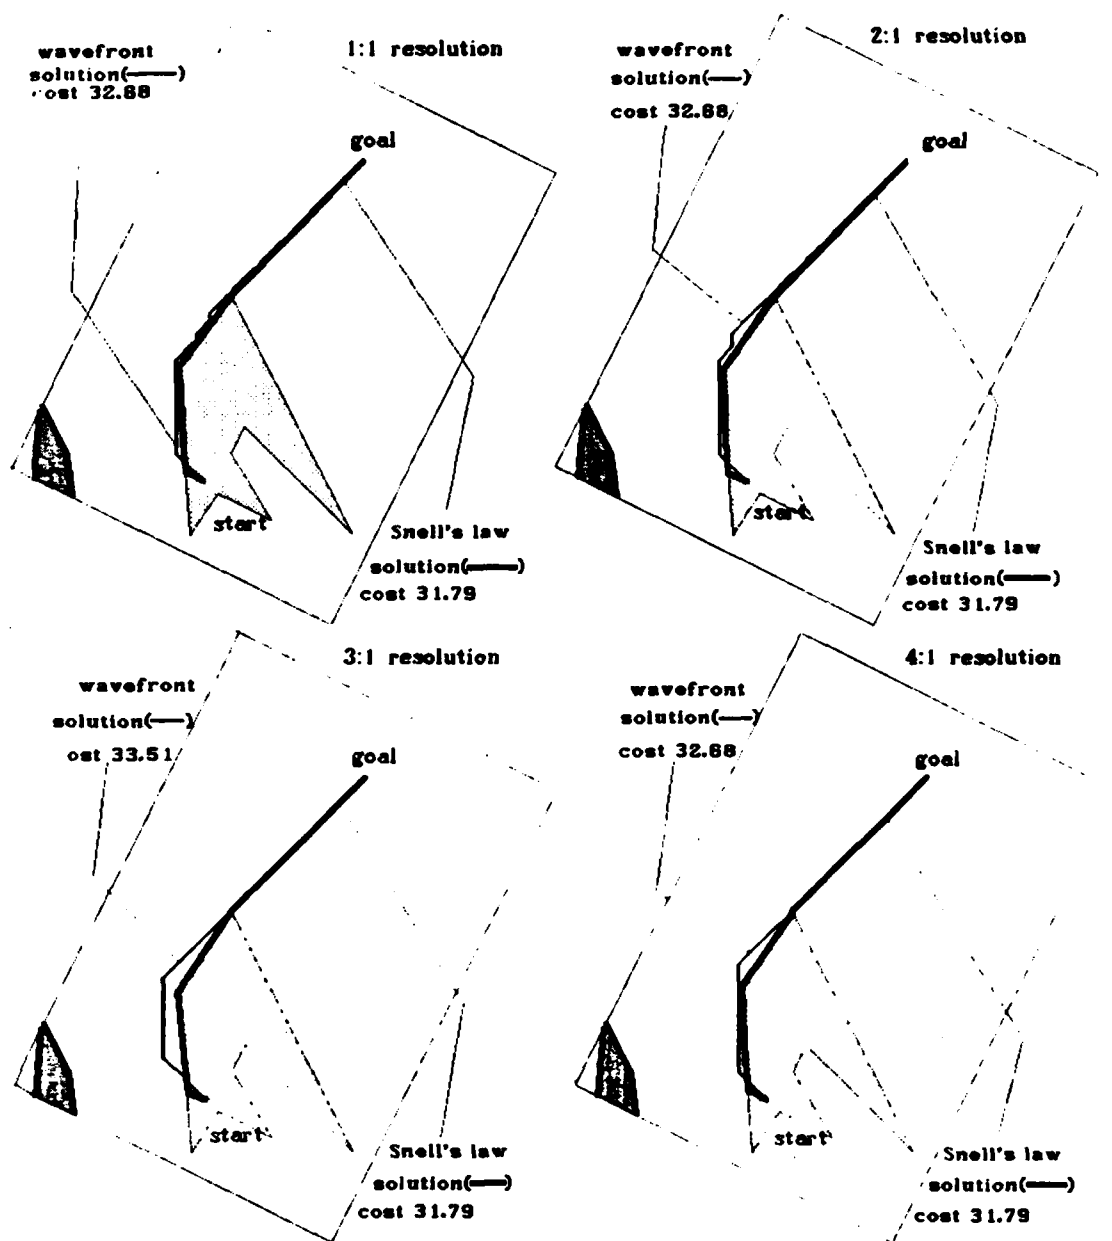 wavefront
solution(——)
cost 32.88
1:1 resolution
goal
start
Snell's law
solution(——)
cost 31.79
wavefront
solution(——)
cost 32.88
2:1 resolution
goal
start
Snell's law
solution(——)
cost 31.79
wavefront
solution(——)
ost 33.51
3:1 resolution
goal
start
Snell's law
solution(——)
cost 31.79
wavefront
solution(——)
cost 32.88
4:1 resolution
goal
start
Snell's law
solution(——)
cost 31.79